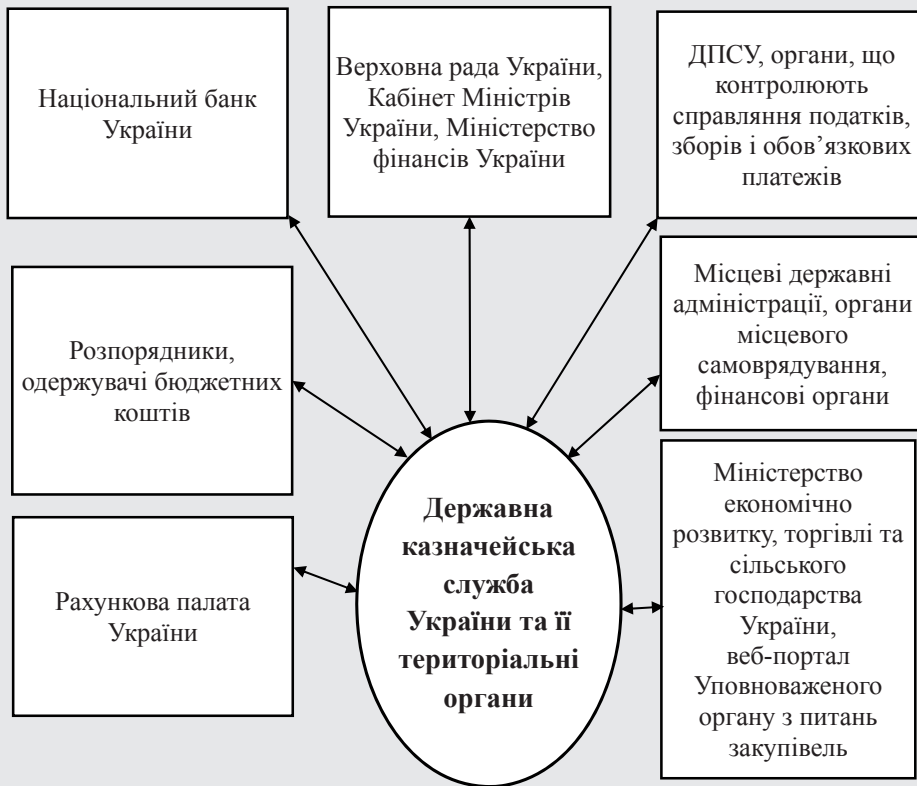 Національний банк
України
Верховна рада України,
Кабінет Міністрів
України, Міністерство
фінансів України
ДПСУ, органи, що
контролюють
справляння податків,
зборів і обов’язкових
платежів
Розпорядники,
одержувачі бюджетних
коштів
Місцеві державні
адміністрації, органи
місцевого
самоврядування,
фінансові органи
Рахункова палата
України
Державна
казначейська
служба
України та її
територіальні
органи
Міністерство
економічно
розвитку, торгівлі та
сільського
господарства
України,
веб-портал
Уповноваженого
органу з питань
закупівель